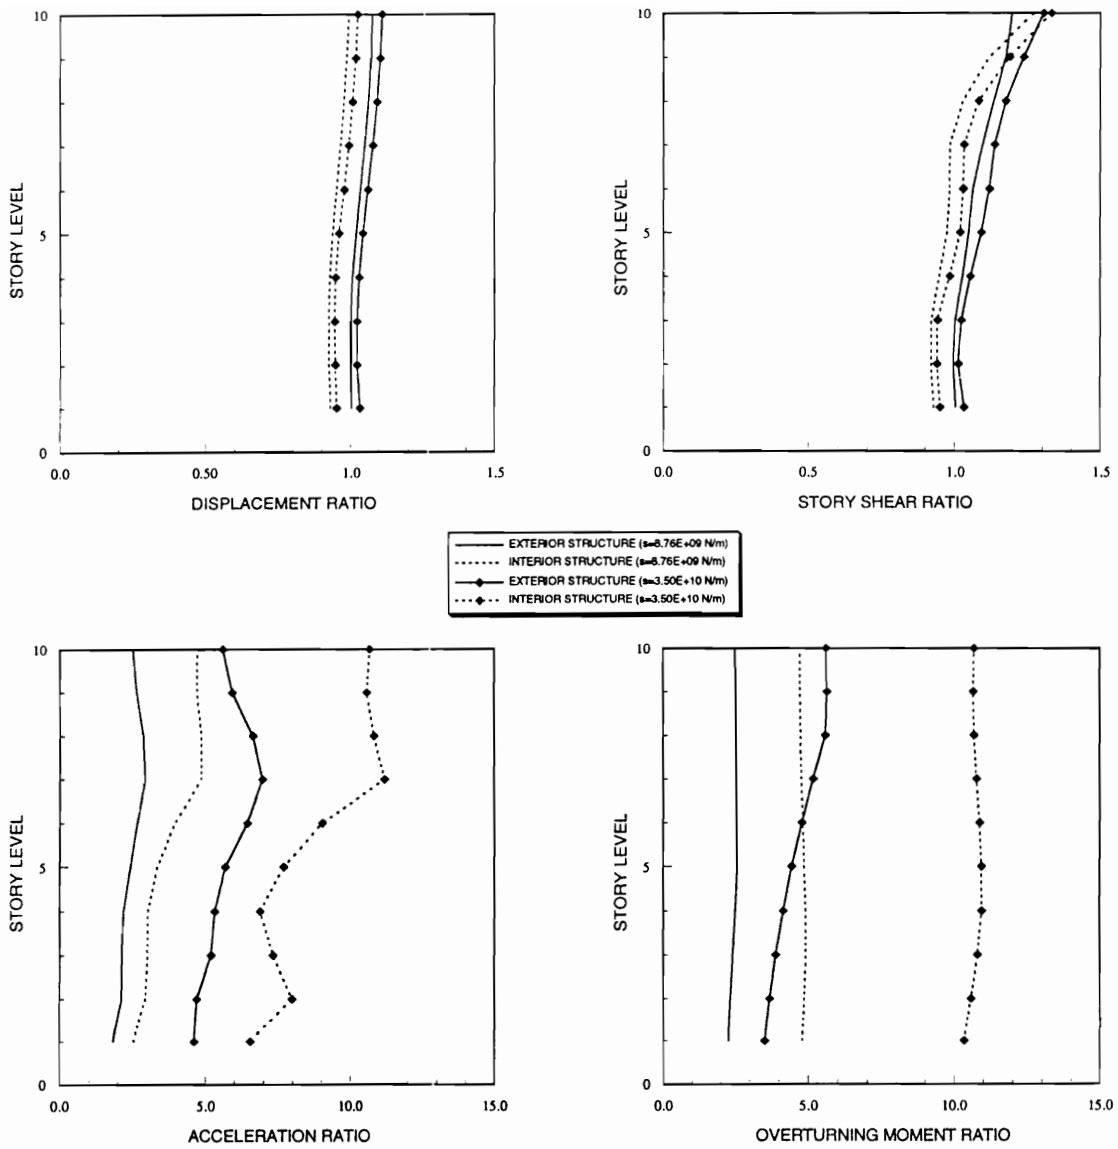 10
5
0
STORY LEVEL
0.0
0.50
1.0
1.5
DISPLACEMENT RATIO
10
5
0
STORY LEVEL
0.0
0.5
1.0
1.5
STORY SHEAR RATIO
EXTERIOR STRUCTURE (s=8.76E+09 N/m)
INTERIOR STRUCTURE (s=8.76E+09 N/m)
EXTERIOR STRUCTURE (s=3.50E+10 N/m)
INTERIOR STRUCTURE (s=3.50E+10 N/m)
10
5
0
STORY LEVEL
0.0
5.0
10.0
15.0
ACCELERATION RATIO
10
5
0
STORY LEVEL
0.0
5.0
10.0
15.0
OVERTURNING MOMENT RATIO